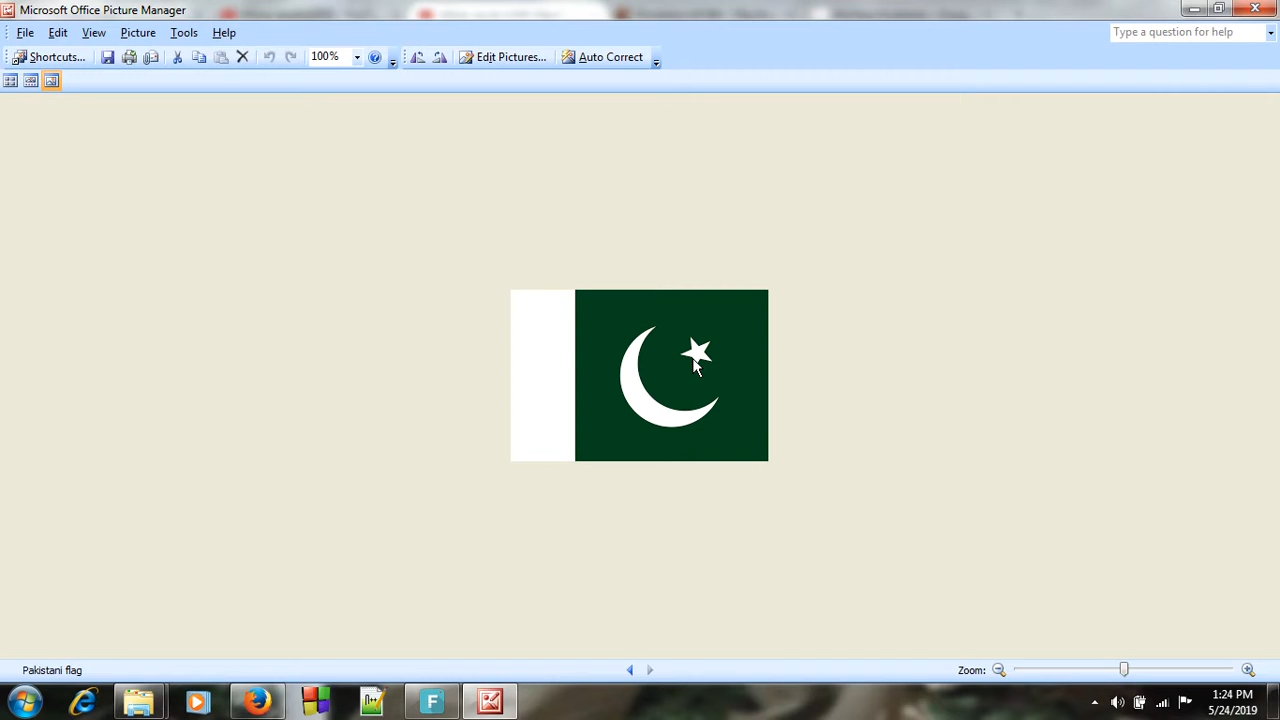 Microsoft Office Picture Manager
File Edit View Picture Tools Help
Type a question for help
Shortcuts... 100% Edit Pictures... Auto Correct
Pakistani flag
Zoom:
1:24 PM
5/24/2019